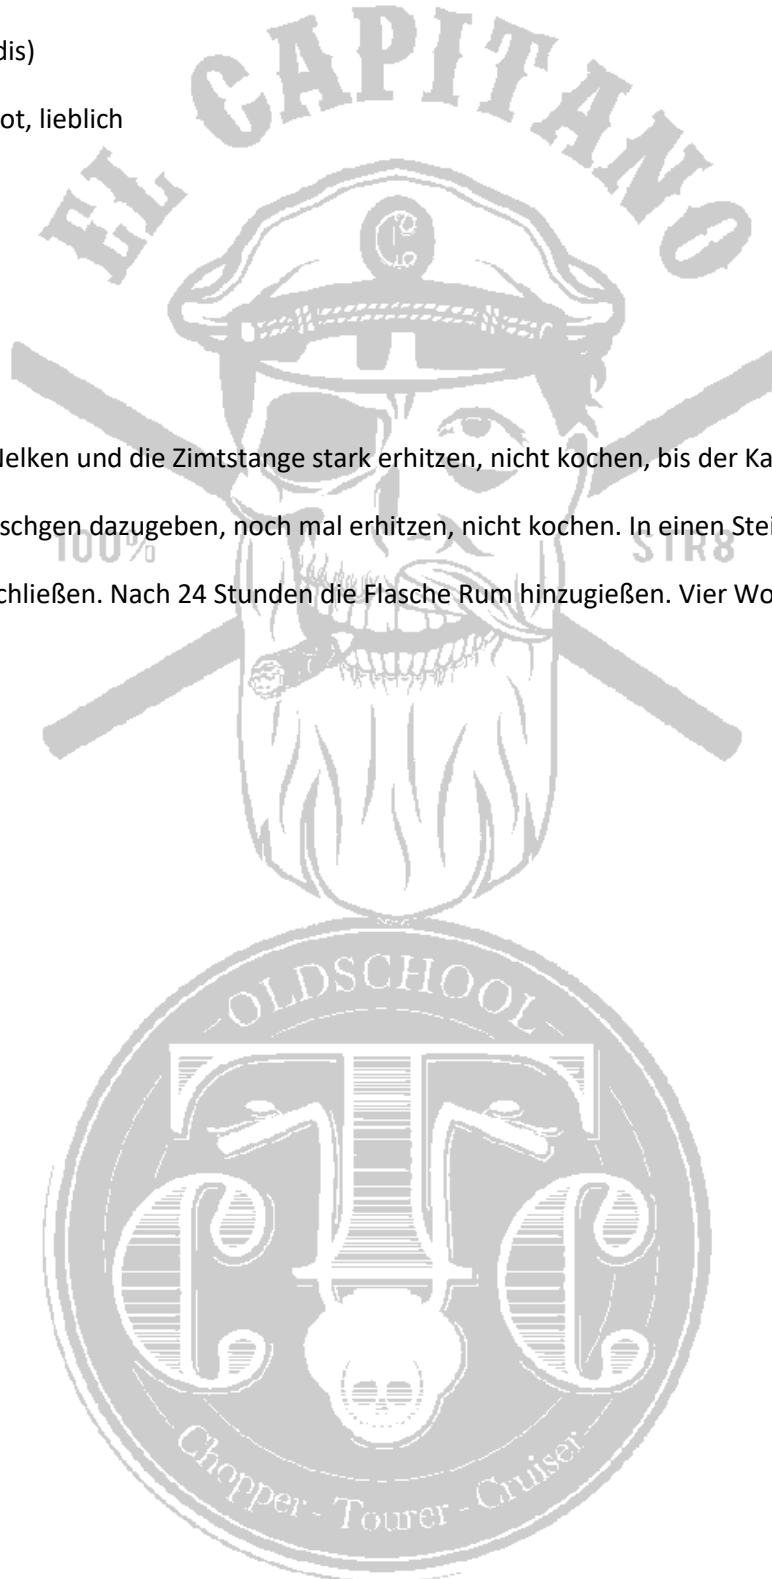 EL CAPITANO
dis)
ot, lieblich
Nelken und die Zimtstange stark erhitzen, nicht kochen, bis der Ka
schgen dazugeben, noch mal erhitzen, nicht kochen. In einen Stei
100% STR8
chließen. Nach 24 Stunden die Flasche Rum hinzugießen. Vier Wo
- OLDSCHOOL -
C T C
Chopper - Tourer - Cruiser